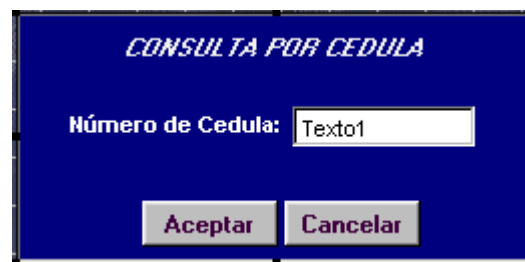 CONSULTA POR CEDULA
Número de Cedula: Texto1
Aceptar Cancelar